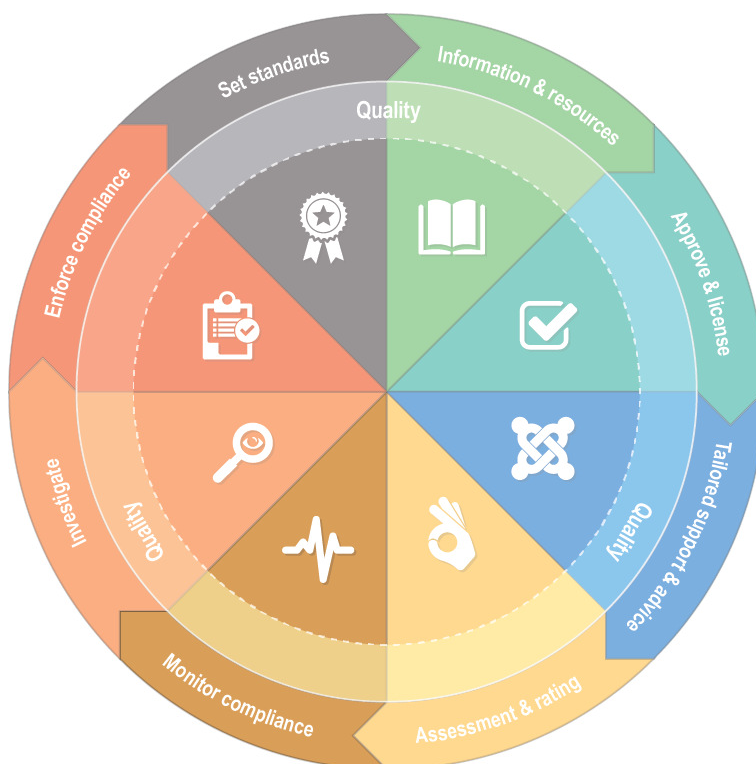 Set standards
Information & resources
Approve & license
Tailored support & advice
Assessment & rating
Monitor compliance
Investigate
Enforce compliance
Quality
Quality
Quality